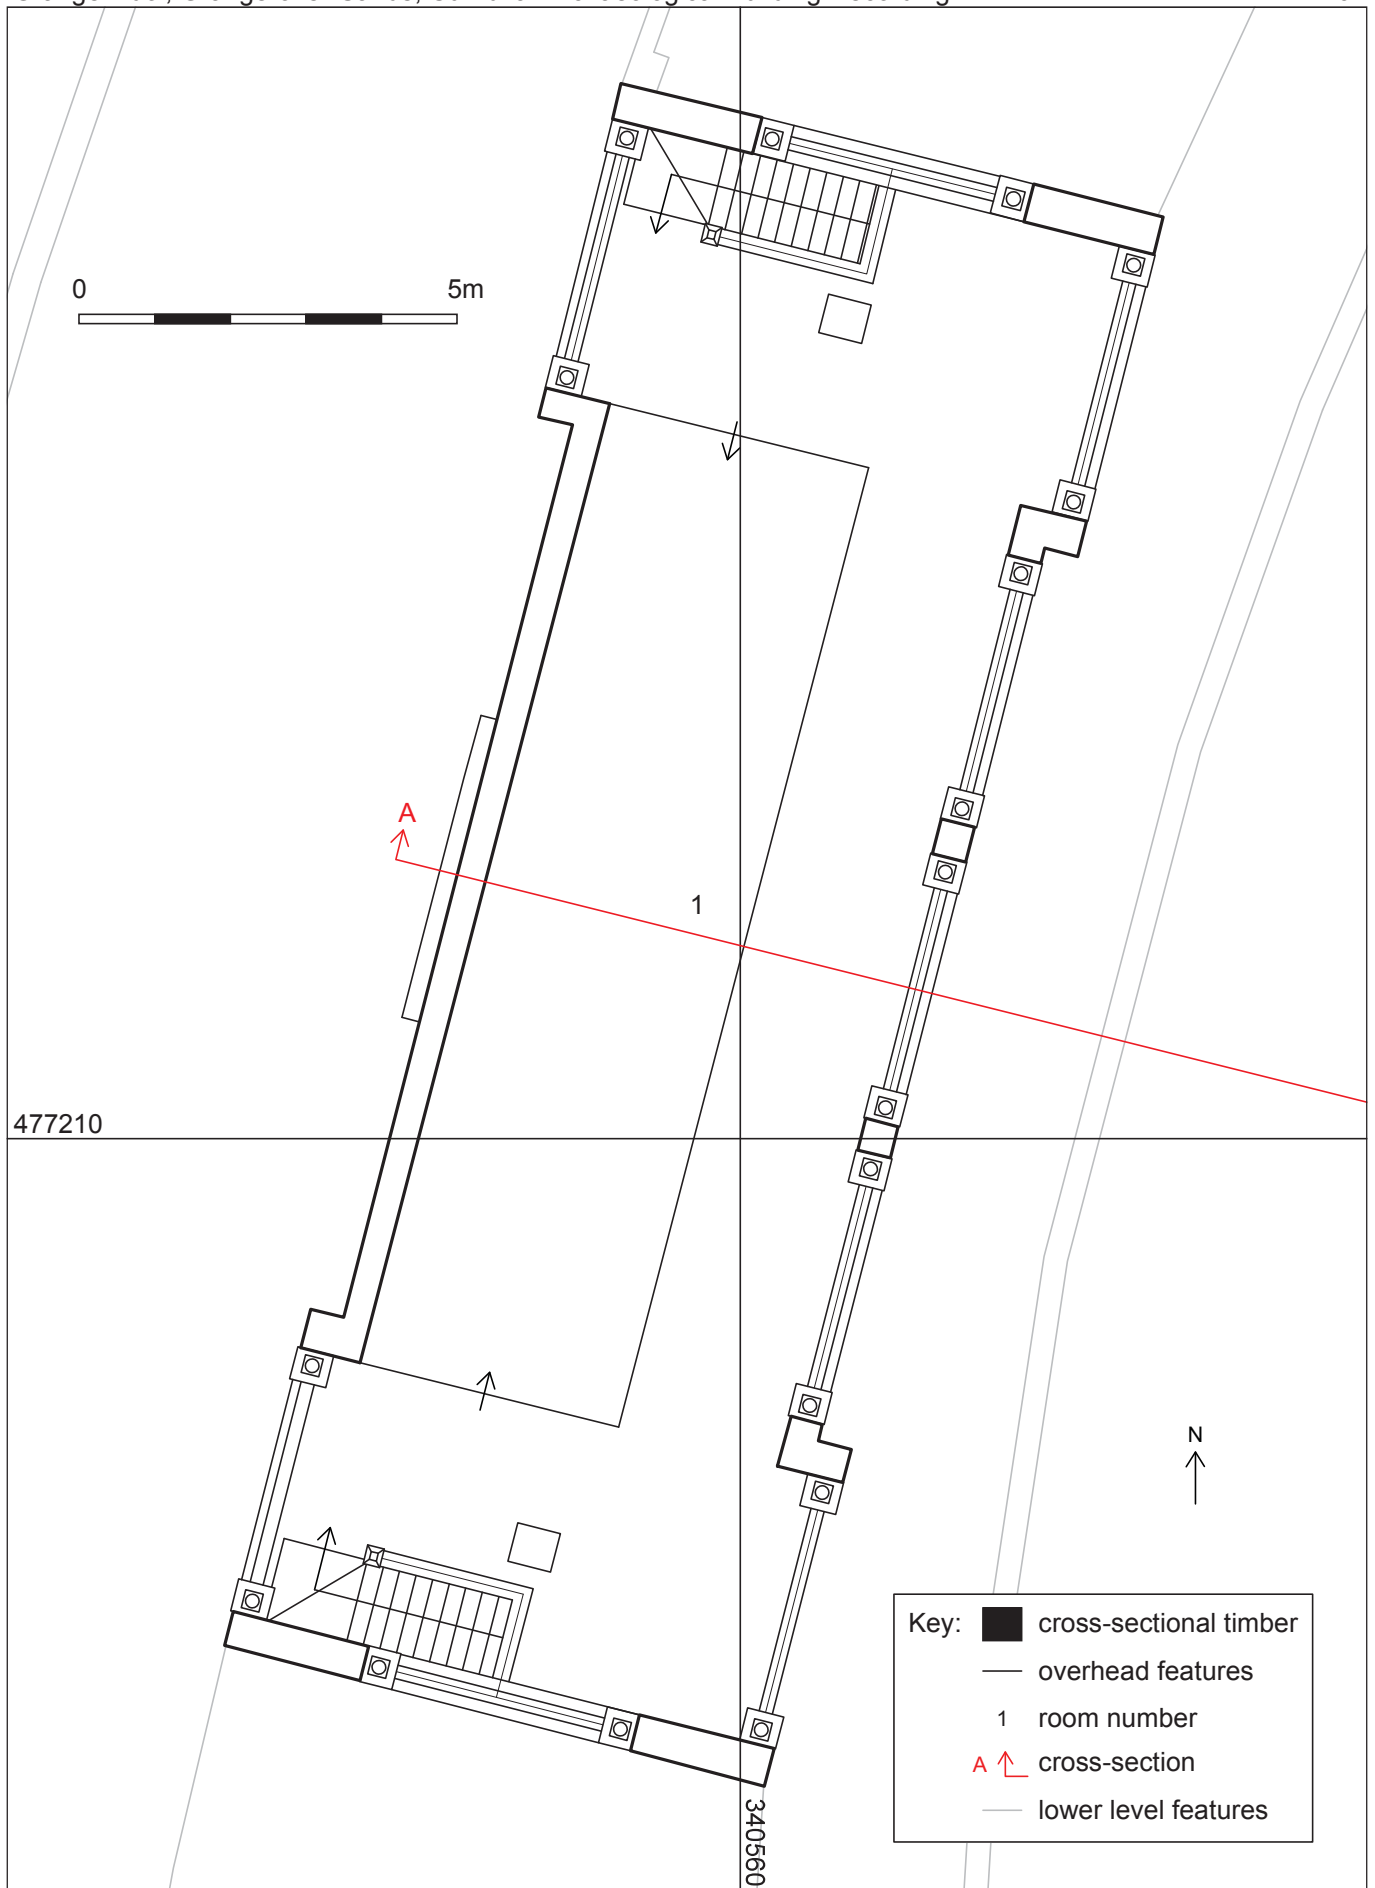 0 5m
A
1
477210
N
Key: cross-sectional timber
overhead features
1 room number
A cross-section
lower level features
340560